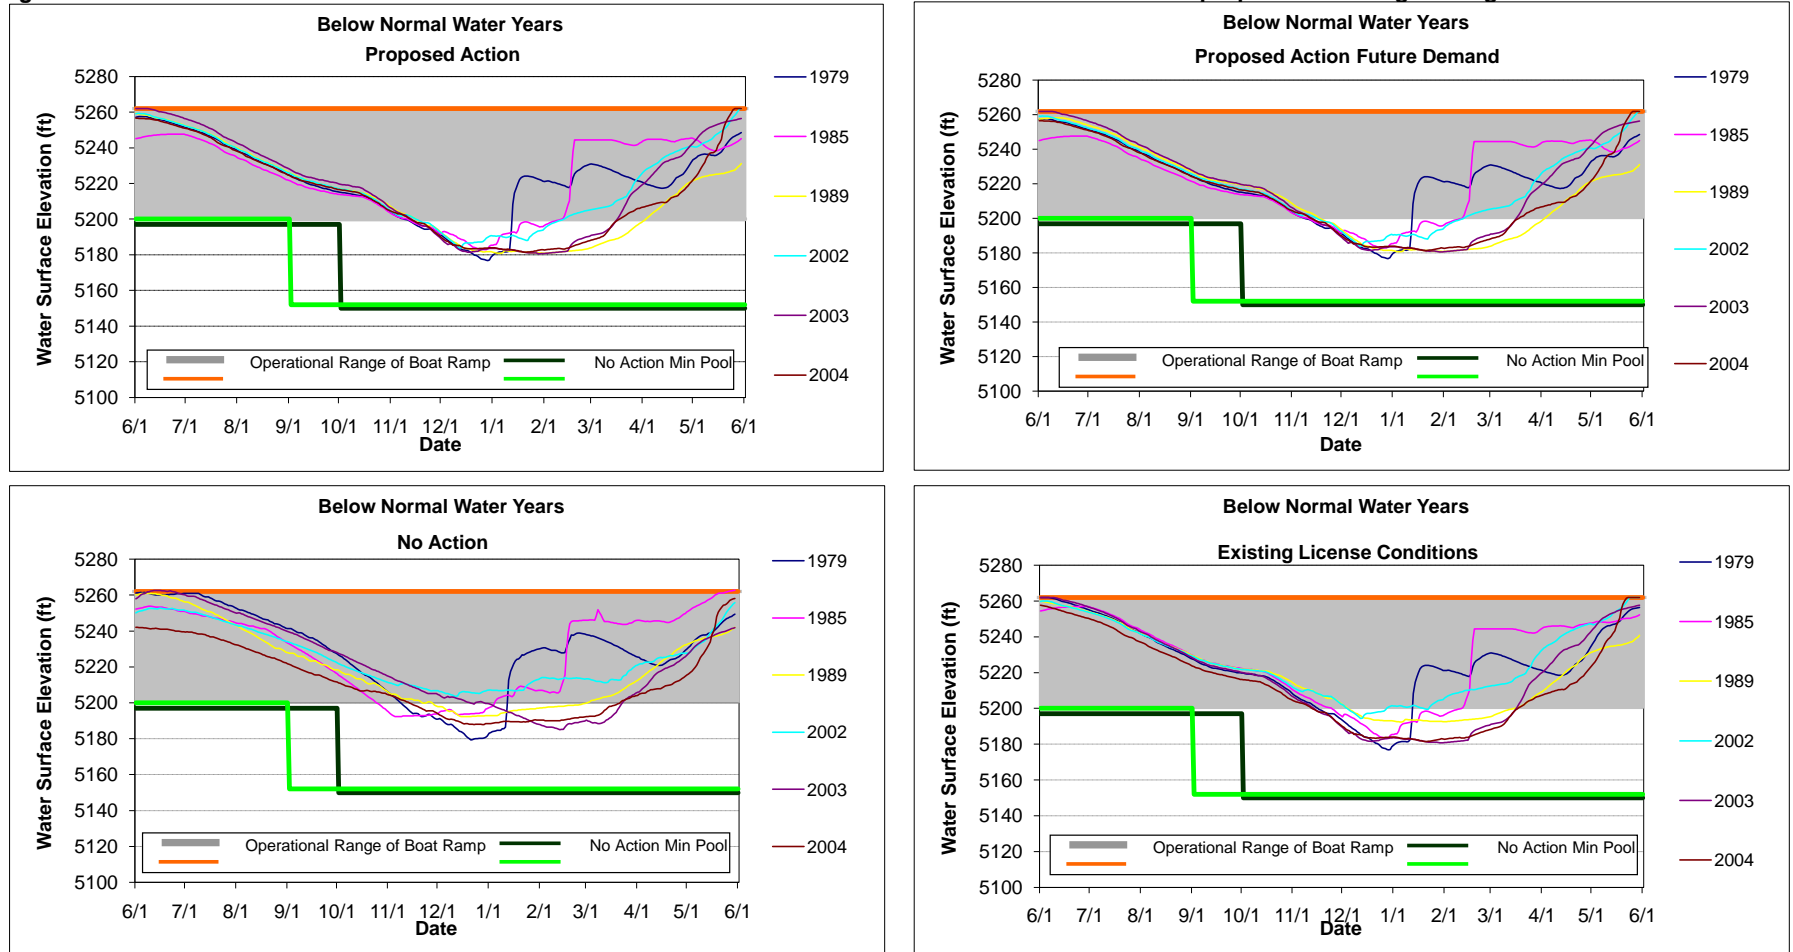 Below Normal Water Years
Proposed Action
Water Surface Elevation (ft)
5280
5260
5240
5220
5200
5180
5160
5140
5120
5100
6/1 7/1 8/1 9/1 10/1 11/1 12/1 1/1 2/1 3/1 4/1 5/1 6/1
Date
Operational Range of Boat Ramp No Action Min Pool
1979
1985
1989
2002
2003
2004
Below Normal Water Years
Proposed Action Future Demand
Water Surface Elevation (ft)
5280
5260
5240
5220
5200
5180
5160
5140
5120
5100
6/1 7/1 8/1 9/1 10/1 11/1 12/1 1/1 2/1 3/1 4/1 5/1 6/1
Date
Operational Range of Boat Ramp No Action Min Pool
1979
1985
1989
2002
2003
2004
Below Normal Water Years
No Action
Water Surface Elevation (ft)
5280
5260
5240
5220
5200
5180
5160
5140
5120
5100
6/1 7/1 8/1 9/1 10/1 11/1 12/1 1/1 2/1 3/1 4/1 5/1 6/1
Date
Operational Range of Boat Ramp No Action Min Pool
1979
1985
1989
2002
2003
2004
Below Normal Water Years
Existing License Conditions
Water Surface Elevation (ft)
5280
5260
5240
5220
5200
5180
5160
5140
5120
5100
6/1 7/1 8/1 9/1 10/1 11/1 12/1 1/1 2/1 3/1 4/1 5/1 6/1
Date
Operational Range of Boat Ramp No Action Min Pool
1979
1985
1989
2002
2003
2004